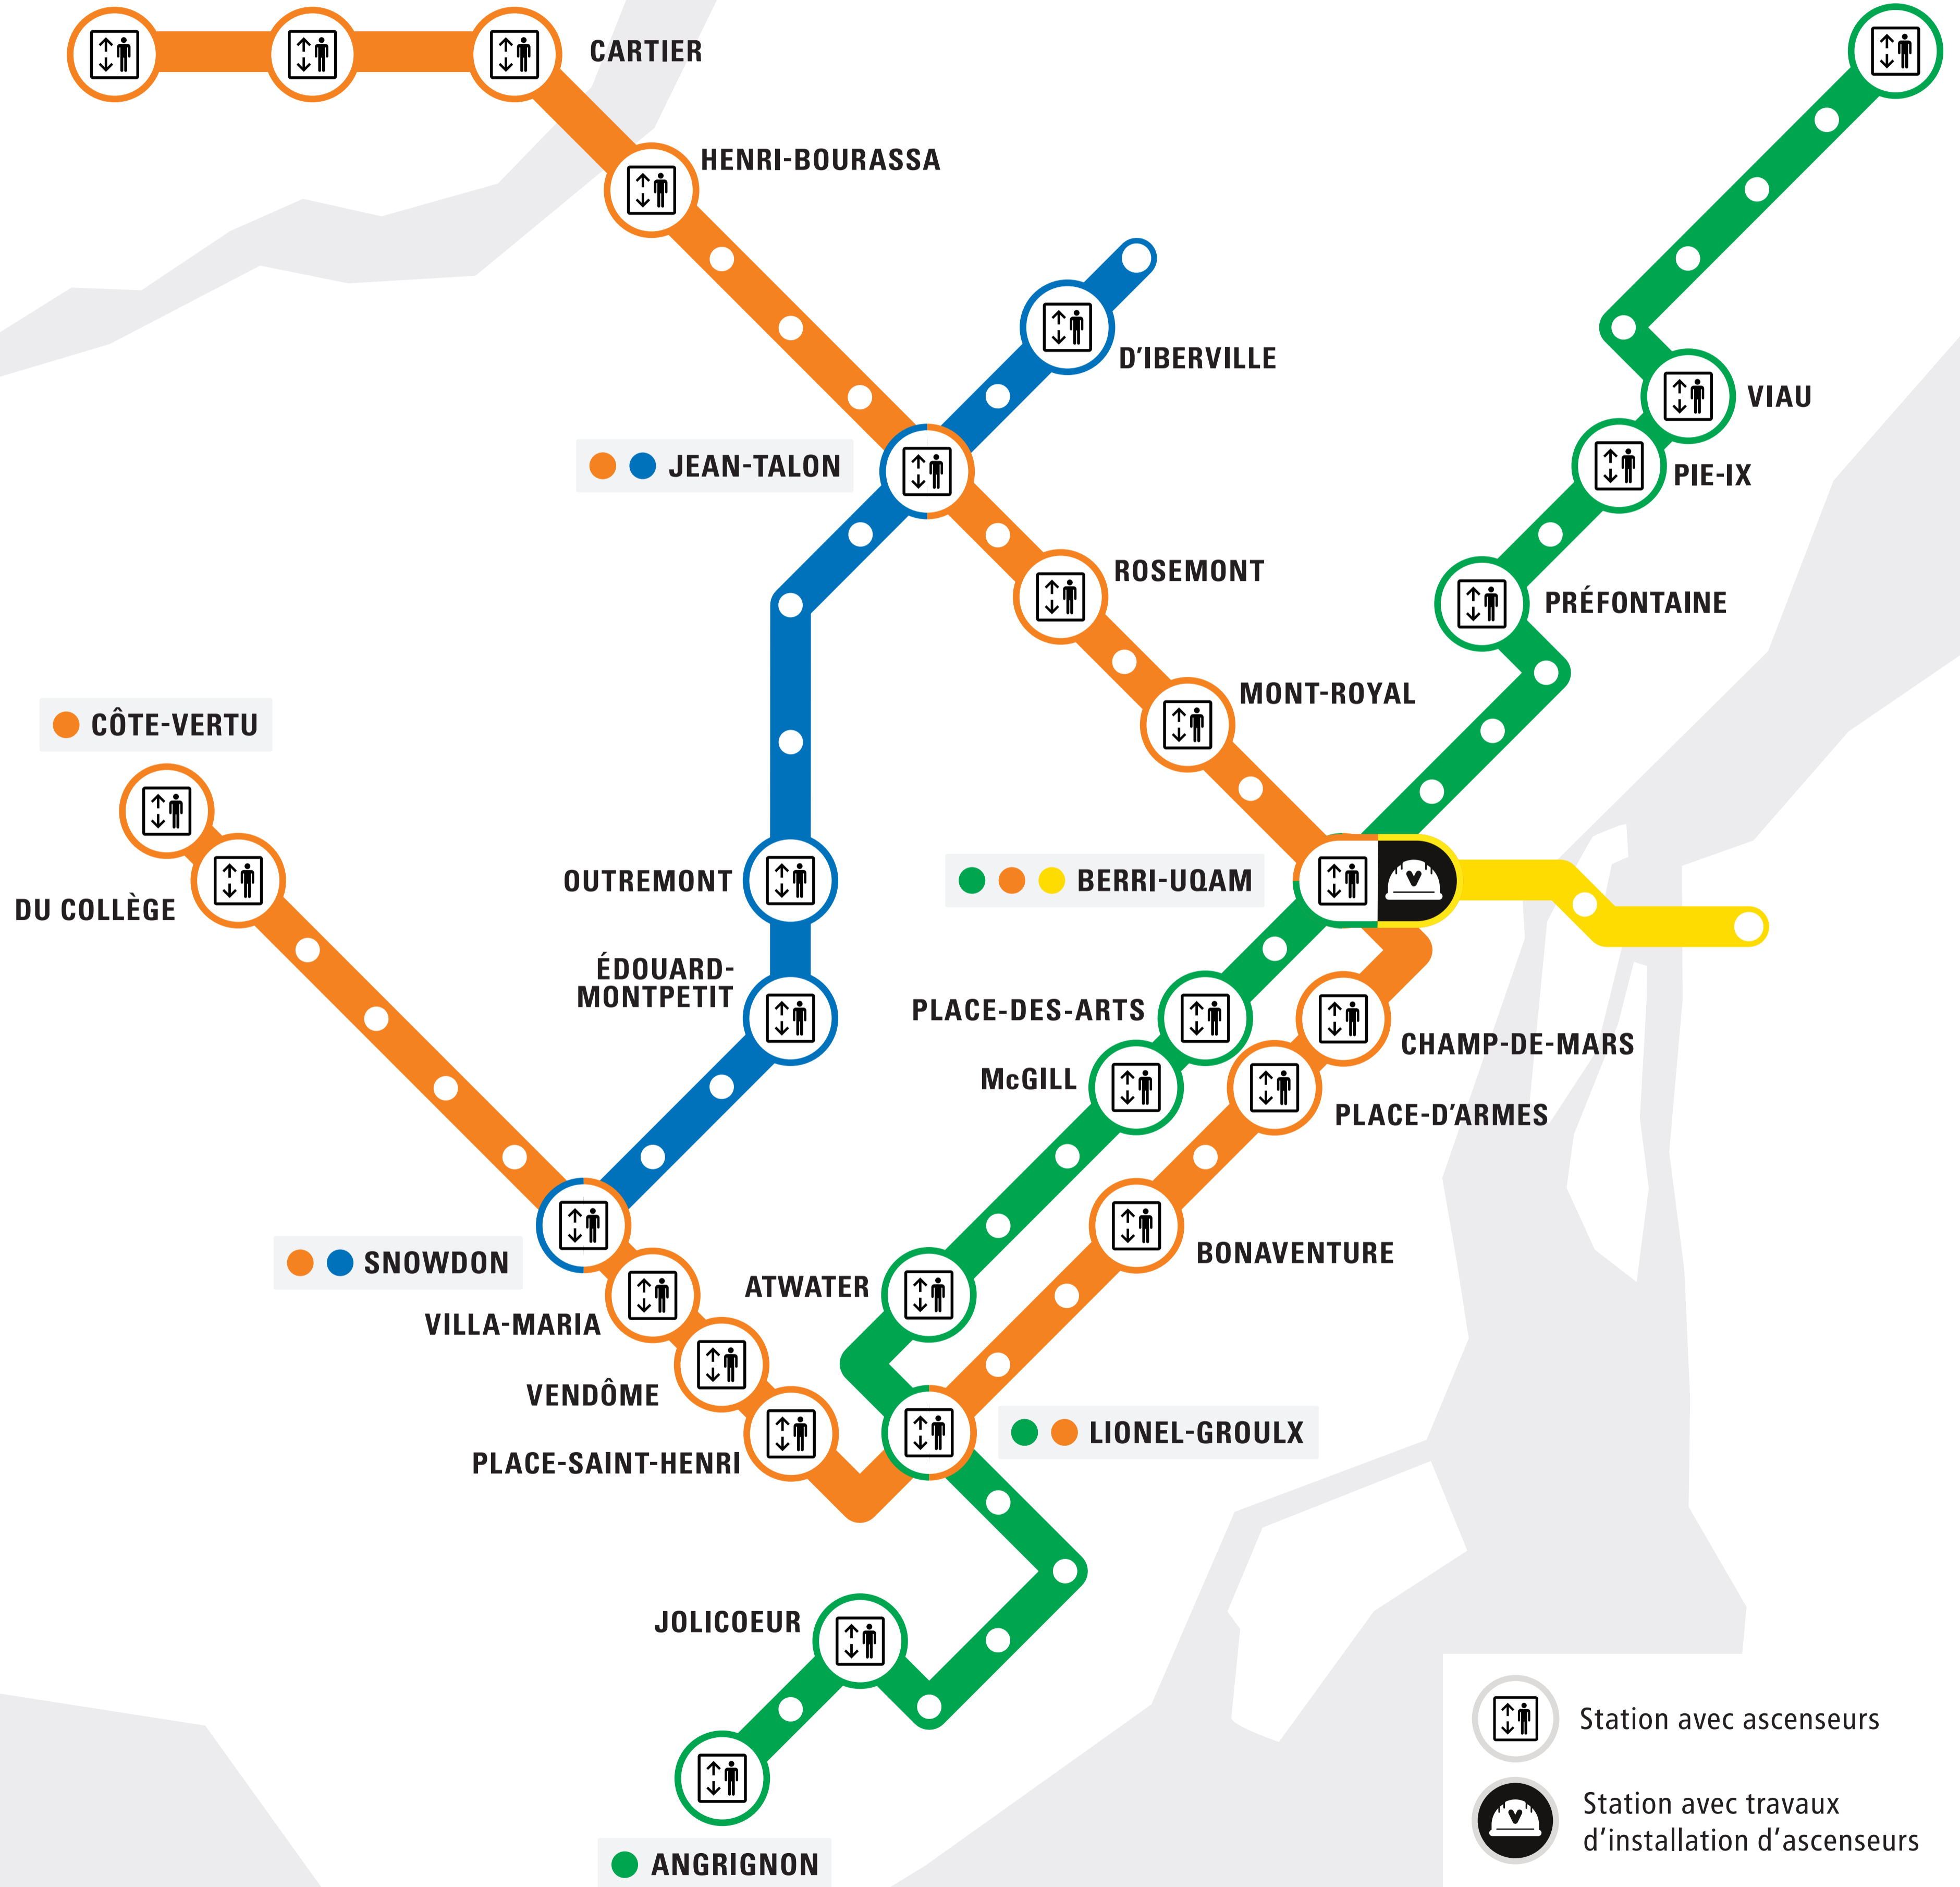 CARTIER
HENRI-BOURASSA
D'IBERVILLE
VIAU
JEAN-TALON
PIE-IX
ROSEMONT
PRÉFONTAINE
MONT-ROYAL
CÔTE-VERTU
OUTREMONT
BERRI-UQAM
DU COLLÈGE
ÉDOUARD-
MONTPETIT
PLACE-DES-ARTS
CHAMP-DE-MARS
McGILL
PLACE-D'ARMES
BONAVENTURE
SNOWDON
ATWATER
VILLA-MARIA
VENDÔME
LIONEL-GROULX
PLACE-SAINT-HENRI
JOLICOEUR
ANGRIGNON
Station avec ascenseurs
Station avec travaux
d'installation d'ascenseurs